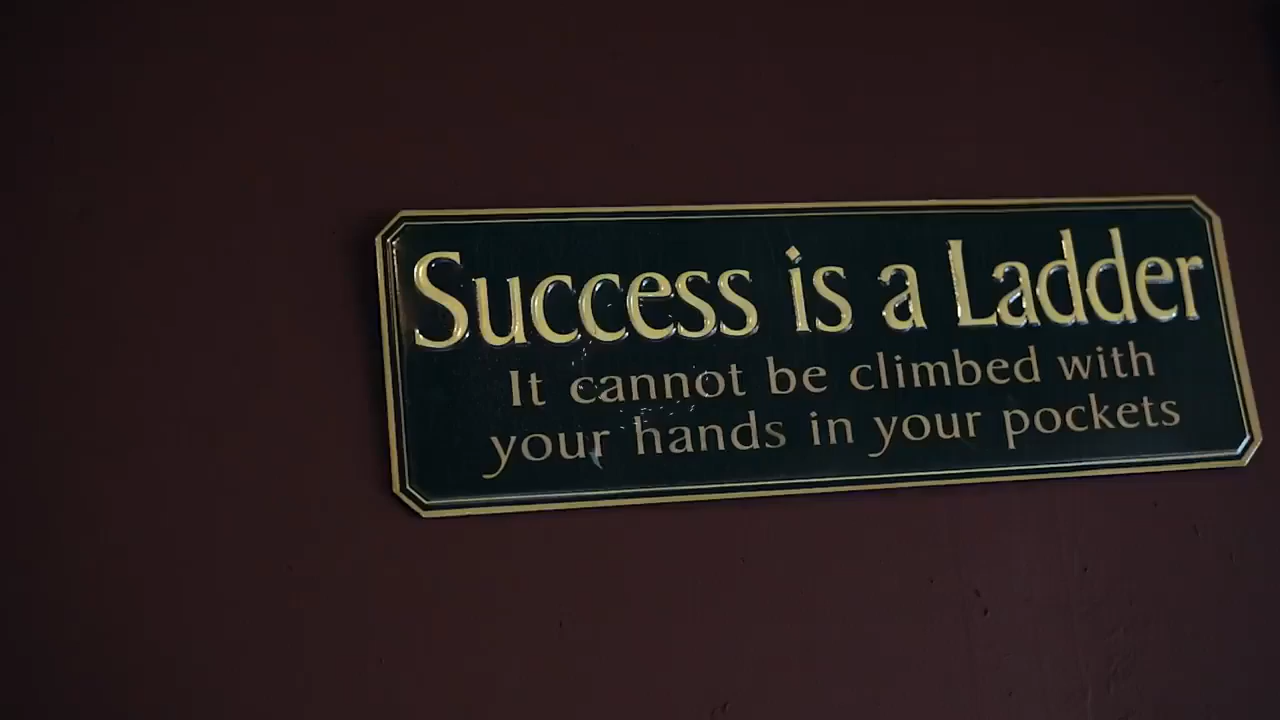 Success is a Ladder
It cannot be climbed with
your hands in your pockets